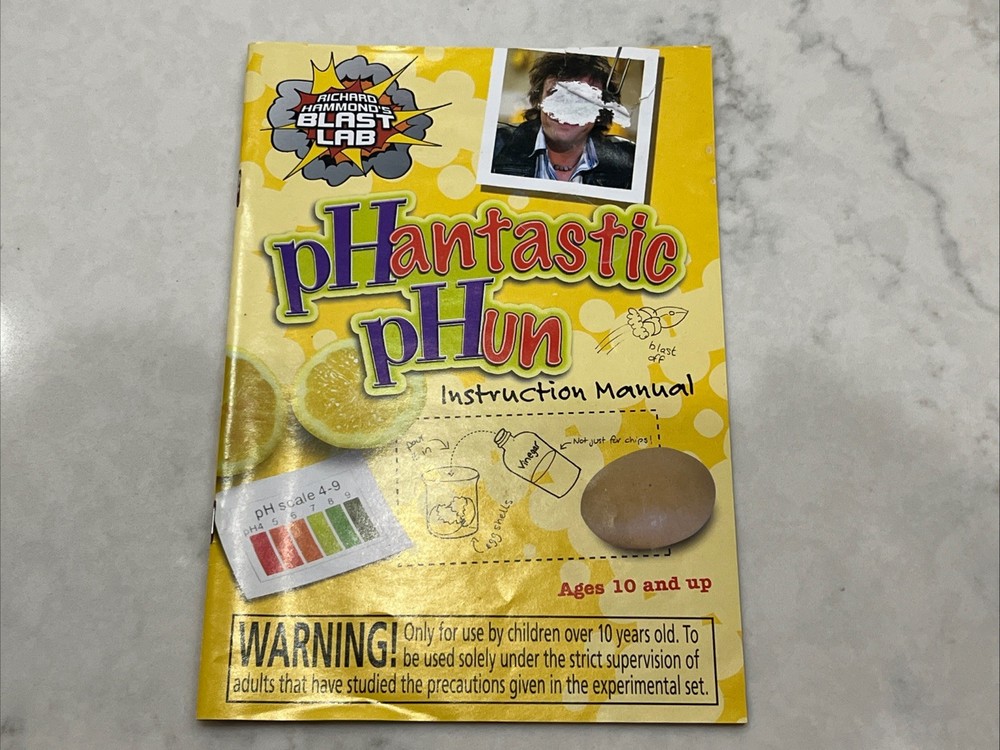 RICHARD
HAMMOND'S
BLAST
LAB
pHantastic
pHun
blast
off
Instruction Manual
pour
in
Vinegar
Not just for chips!
egg shells
pH scale 4-9
pH4 5 6 7 8 9
Ages 10 and up
WARNING! Only for use by children over 10 years old. To
be used solely under the strict supervision of
adults that have studied the precautions given in the experimental set.